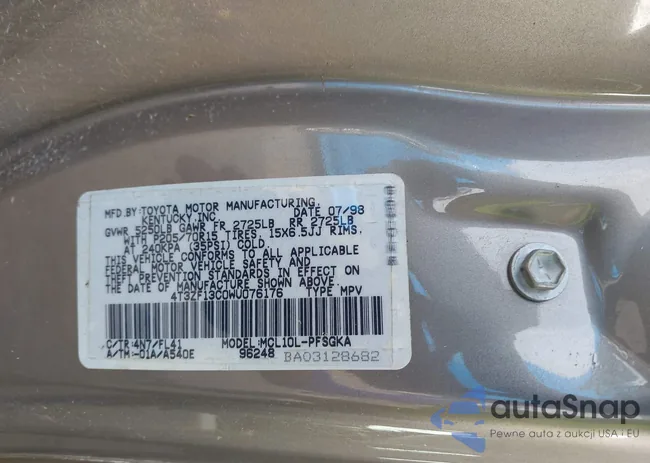 MFD.BY TOYOTA MOTOR MANUFACTURING,
KENTUCKY,INC. DATE 07/98
GVWR 5250LB GAWR FR 2725LB RR 2725LB
WITH P205/70R15 TIRES, 15X6.5JJ RIMS,
AT 240KPA (35PSI) COLD.
THIS VEHICLE CONFORMS TO ALL APPLICABLE
FEDERAL MOTOR VEHICLE SAFETY AND
THEFT PREVENTION STANDARDS IN EFFECT ON
THE DATE OF MANUFACTURE SHOWN ABOVE.
4T3ZF13C0WU076176 TYPE MPV
C/TR:4N7/FL41 MODEL:MCL10L-PFSGKA
A/TM:-01A/A540E 96248 BA03128682
autaSnap
Pewne auta z aukcji USA i EU